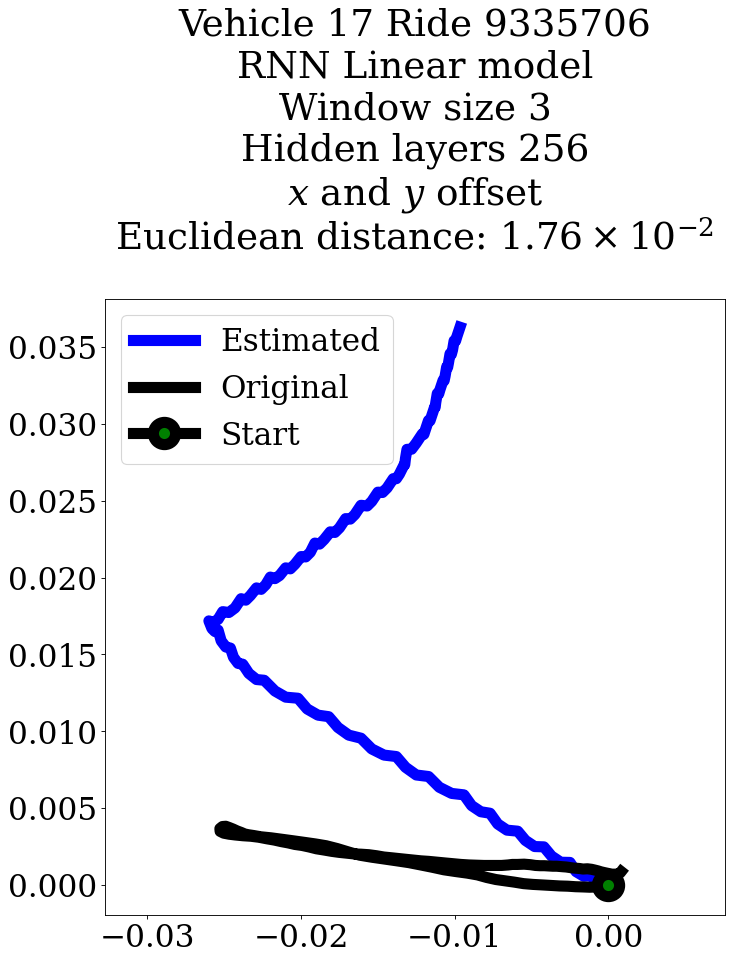 Vehicle 17 Ride 9335706
RNN Linear model
Window size 3
Hidden layers 256
x and y offset
Euclidean distance: 1.76 × 10⁻²
Estimated
Original
Start
0.035
0.030
0.025
0.020
0.015
0.010
0.005
0.000
−0.03 −0.02 −0.01 0.00